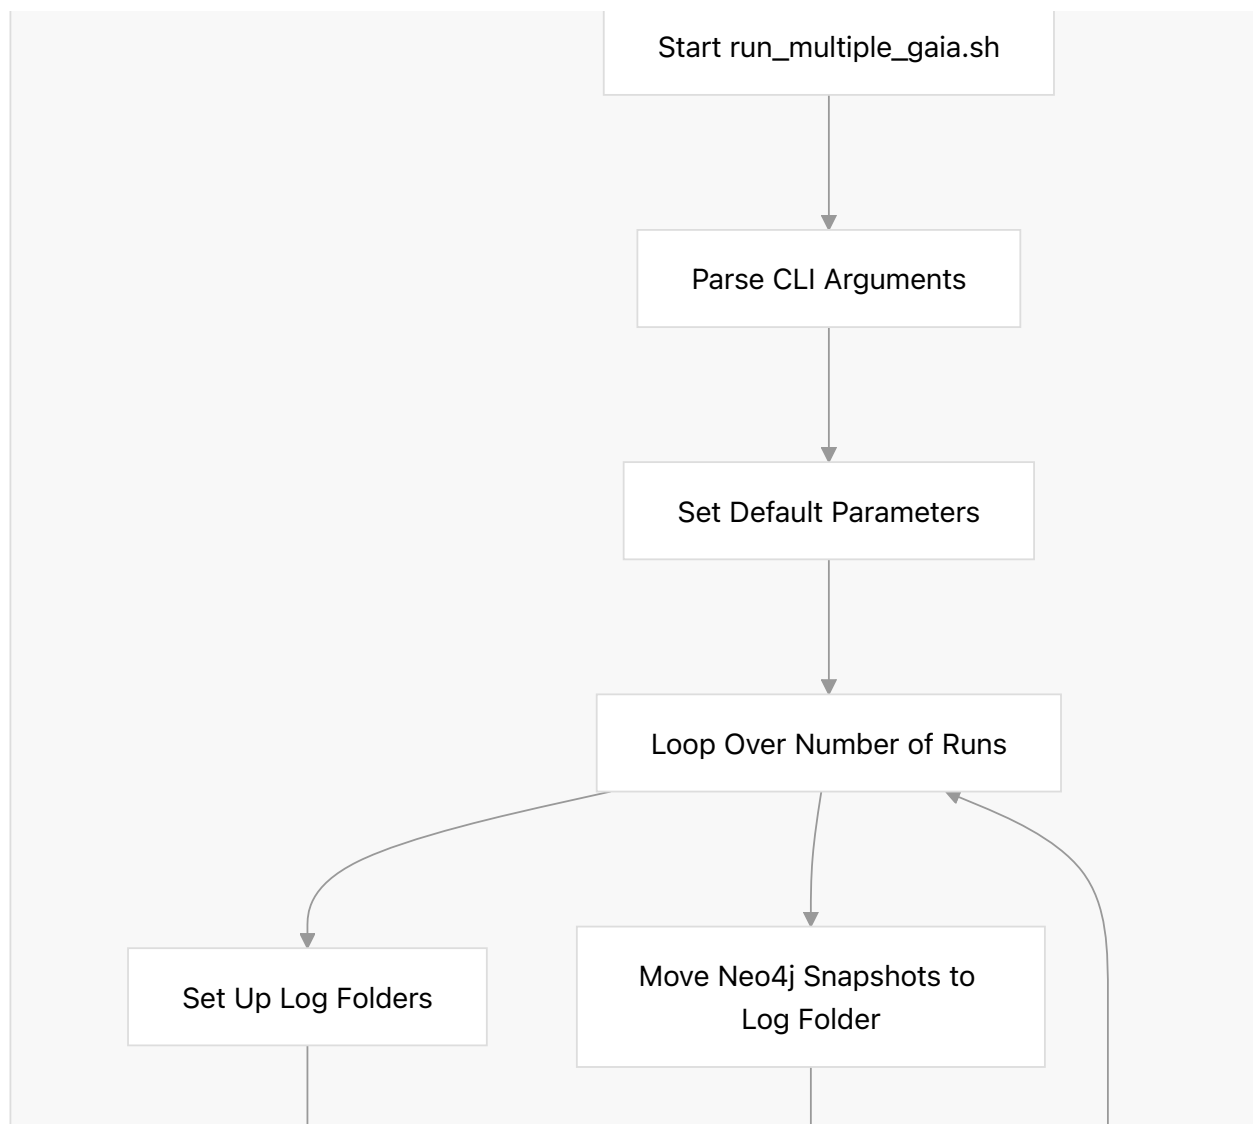 Start run_multiple_gaia.sh
Parse CLI Arguments
Set Default Parameters
Loop Over Number of Runs
Set Up Log Folders
Move Neo4j Snapshots to
Log Folder